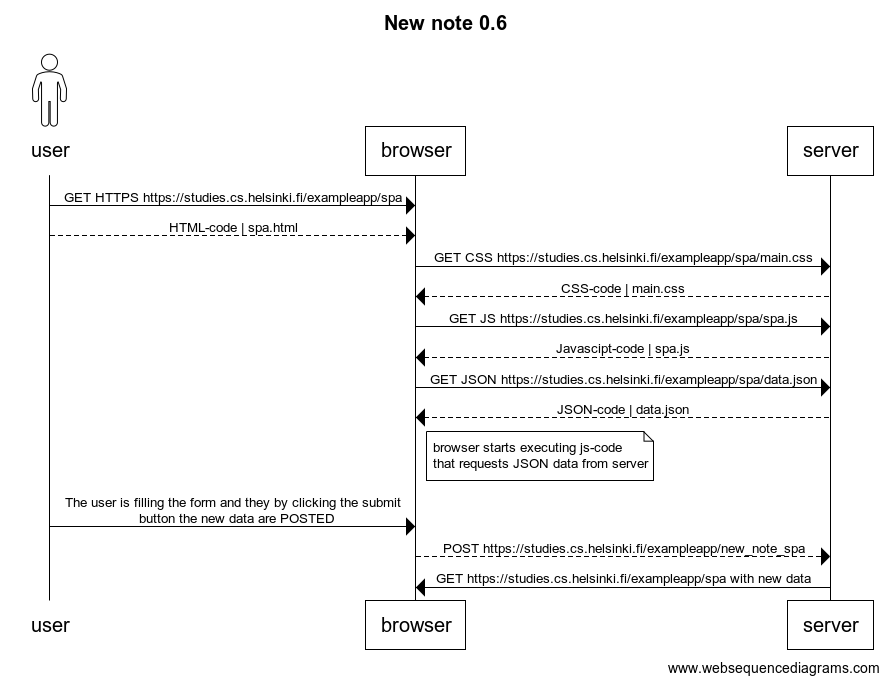 New note 0.6
user
browser
server
GET HTTPS https://studies.cs.helsinki.fi/exampleapp/spa
HTML-code | spa.html
GET CSS https://studies.cs.helsinki.fi/exampleapp/spa/main.css
CSS-code | main.css
GET JS https://studies.cs.helsinki.fi/exampleapp/spa/spa.js
Javascipt-code | spa.js
GET JSON https://studies.cs.helsinki.fi/exampleapp/spa/data.json
JSON-code | data.json
browser starts executing js-code
that requests JSON data from server
The user is filling the form and they by clicking the submit
button the new data are POSTED
POST https://studies.cs.helsinki.fi/exampleapp/new_note_spa
GET https://studies.cs.helsinki.fi/exampleapp/spa with new data
user
browser
server
www.websequencediagrams.com